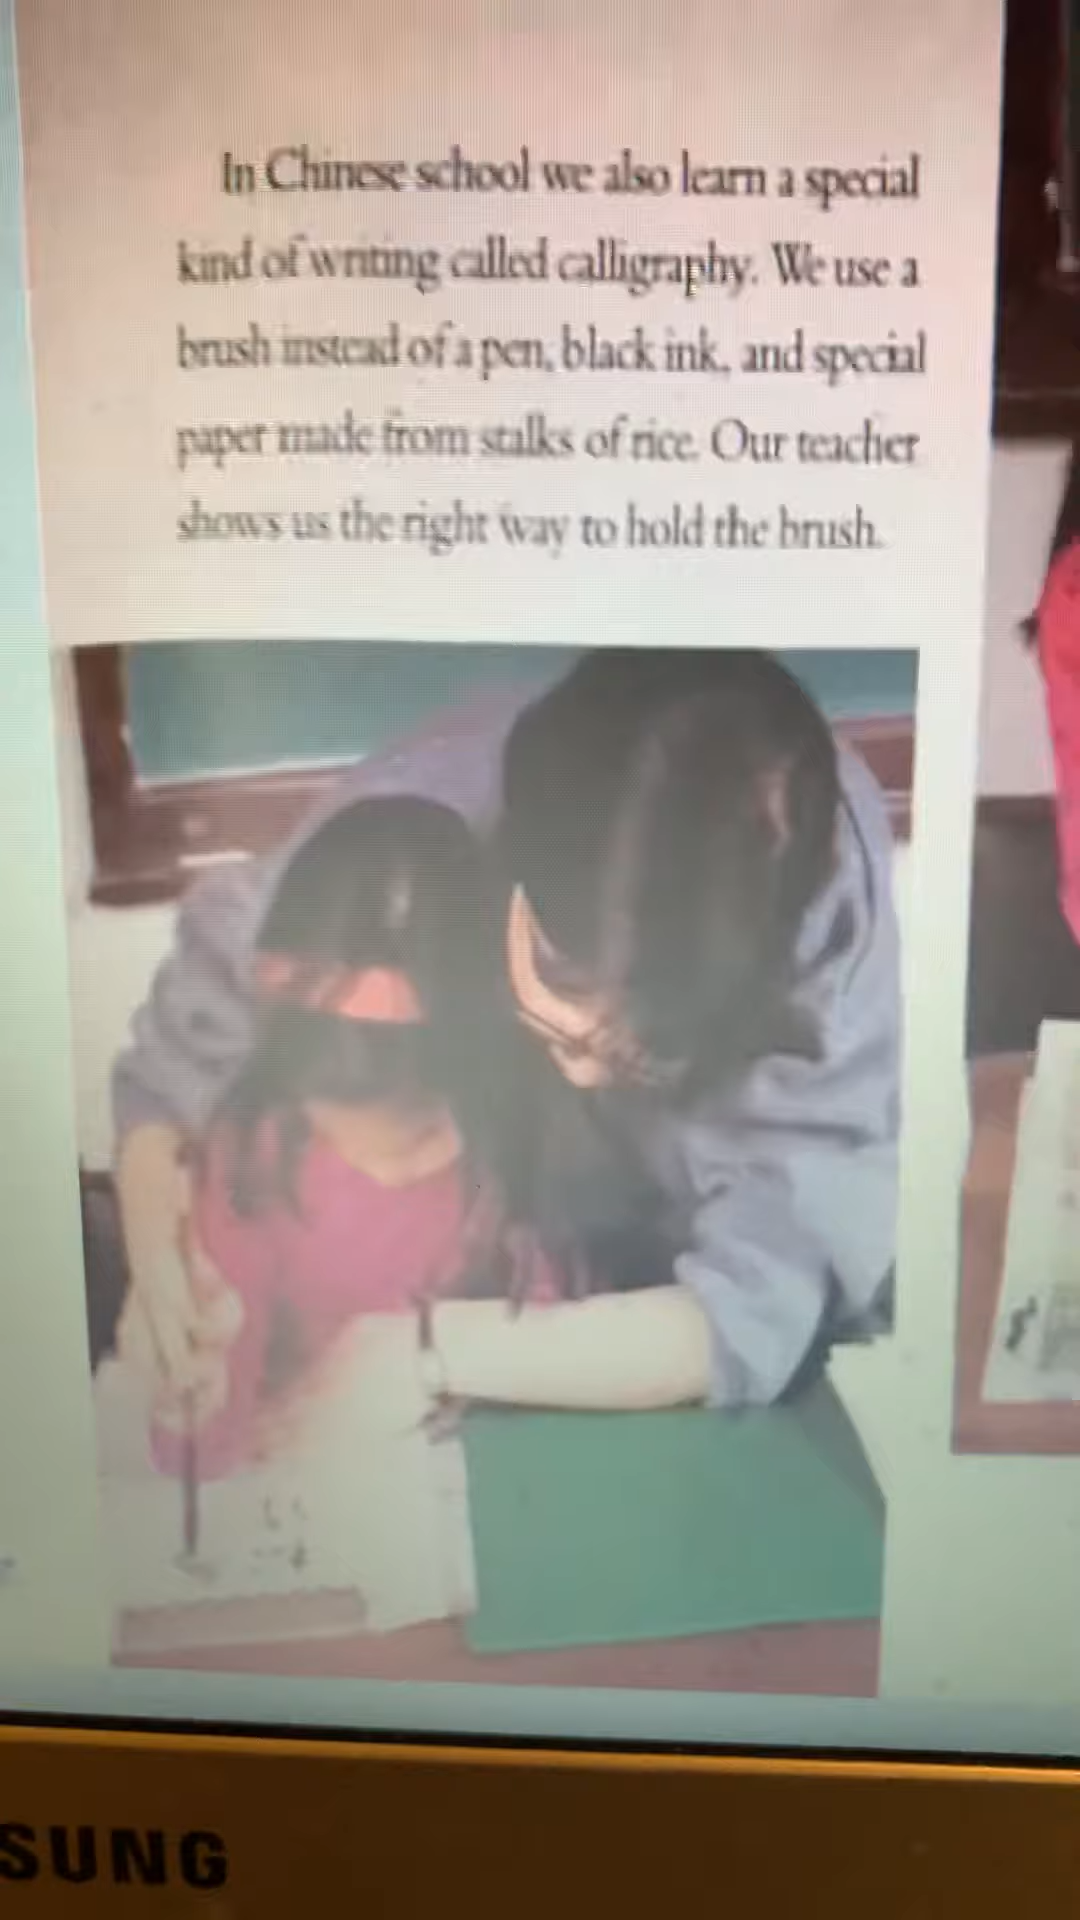 In Chinese school we also learn a special
kind of writing called calligraphy. We use a
brush instead of a pen, black ink, and special
paper made from stalks of rice. Our teacher
shows us the right way to hold the brush.
SUNG